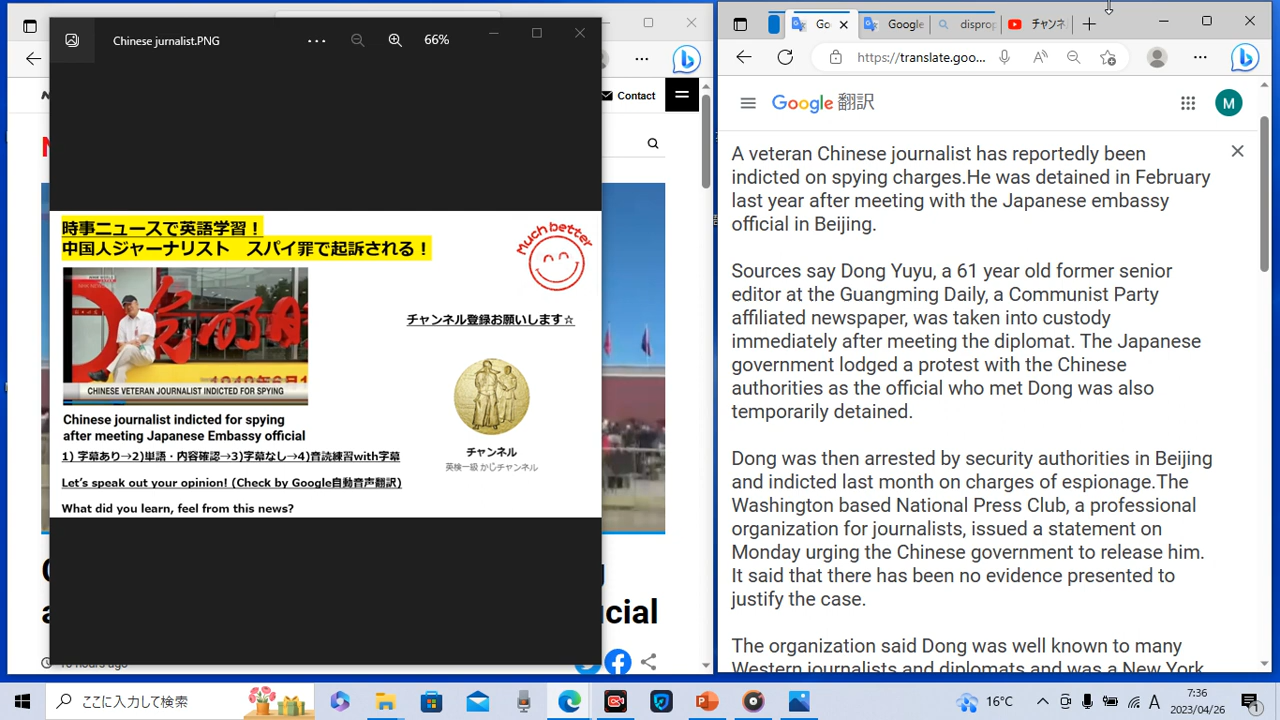 Chinese jurnalist.PNG
66%
Contact
時事ニュースで英語学習！
中国人ジャーナリスト　スパイ罪で起訴される！
Much better
チャンネル登録お願いします☆
CHINESE VETERAN JOURNALIST INDICTED FOR SPYING
Chinese journalist indicted for spying
after meeting Japanese Embassy official
チャンネル
英検一級 かじチャンネル
1) 字幕あり→2)単語・内容確認→3)字幕なし→4)音読練習with字幕
Let's speak out your opinion! (Check by Google自動音声翻訳)
What did you learn, feel from this news?
Go
Google
disprop
チャンネ
https://translate.goo...
Google 翻訳
M
A veteran Chinese journalist has reportedly been
indicted on spying charges.He was detained in February
last year after meeting with the Japanese embassy
official in Beijing.
Sources say Dong Yuyu, a 61 year old former senior
editor at the Guangming Daily, a Communist Party
affiliated newspaper, was taken into custody
immediately after meeting the diplomat. The Japanese
government lodged a protest with the Chinese
authorities as the official who met Dong was also
temporarily detained.
Dong was then arrested by security authorities in Beijing
and indicted last month on charges of espionage.The
Washington based National Press Club, a professional
organization for journalists, issued a statement on
Monday urging the Chinese government to release him.
It said that there has been no evidence presented to
justify the case.
The organization said Dong was well known to many
Western journalists and diplomats and was a New York
ここに入力して検索
16°C
A
7:36
2023/04/26